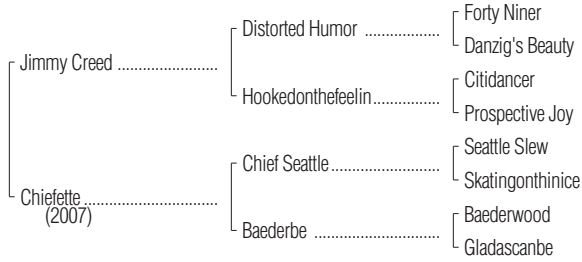 Forty Niner
Distorted Humor ..................
Danzig's Beauty
Jimmy Creed ........................
Citidancer
Hookedonthefeelin................
Prospective Joy
Seattle Slew
Chief Seattle..........................
Skatingonthinice
Chiefette ................................
(2007)
Baederwood
Baederbe ..............................
Gladascanbe